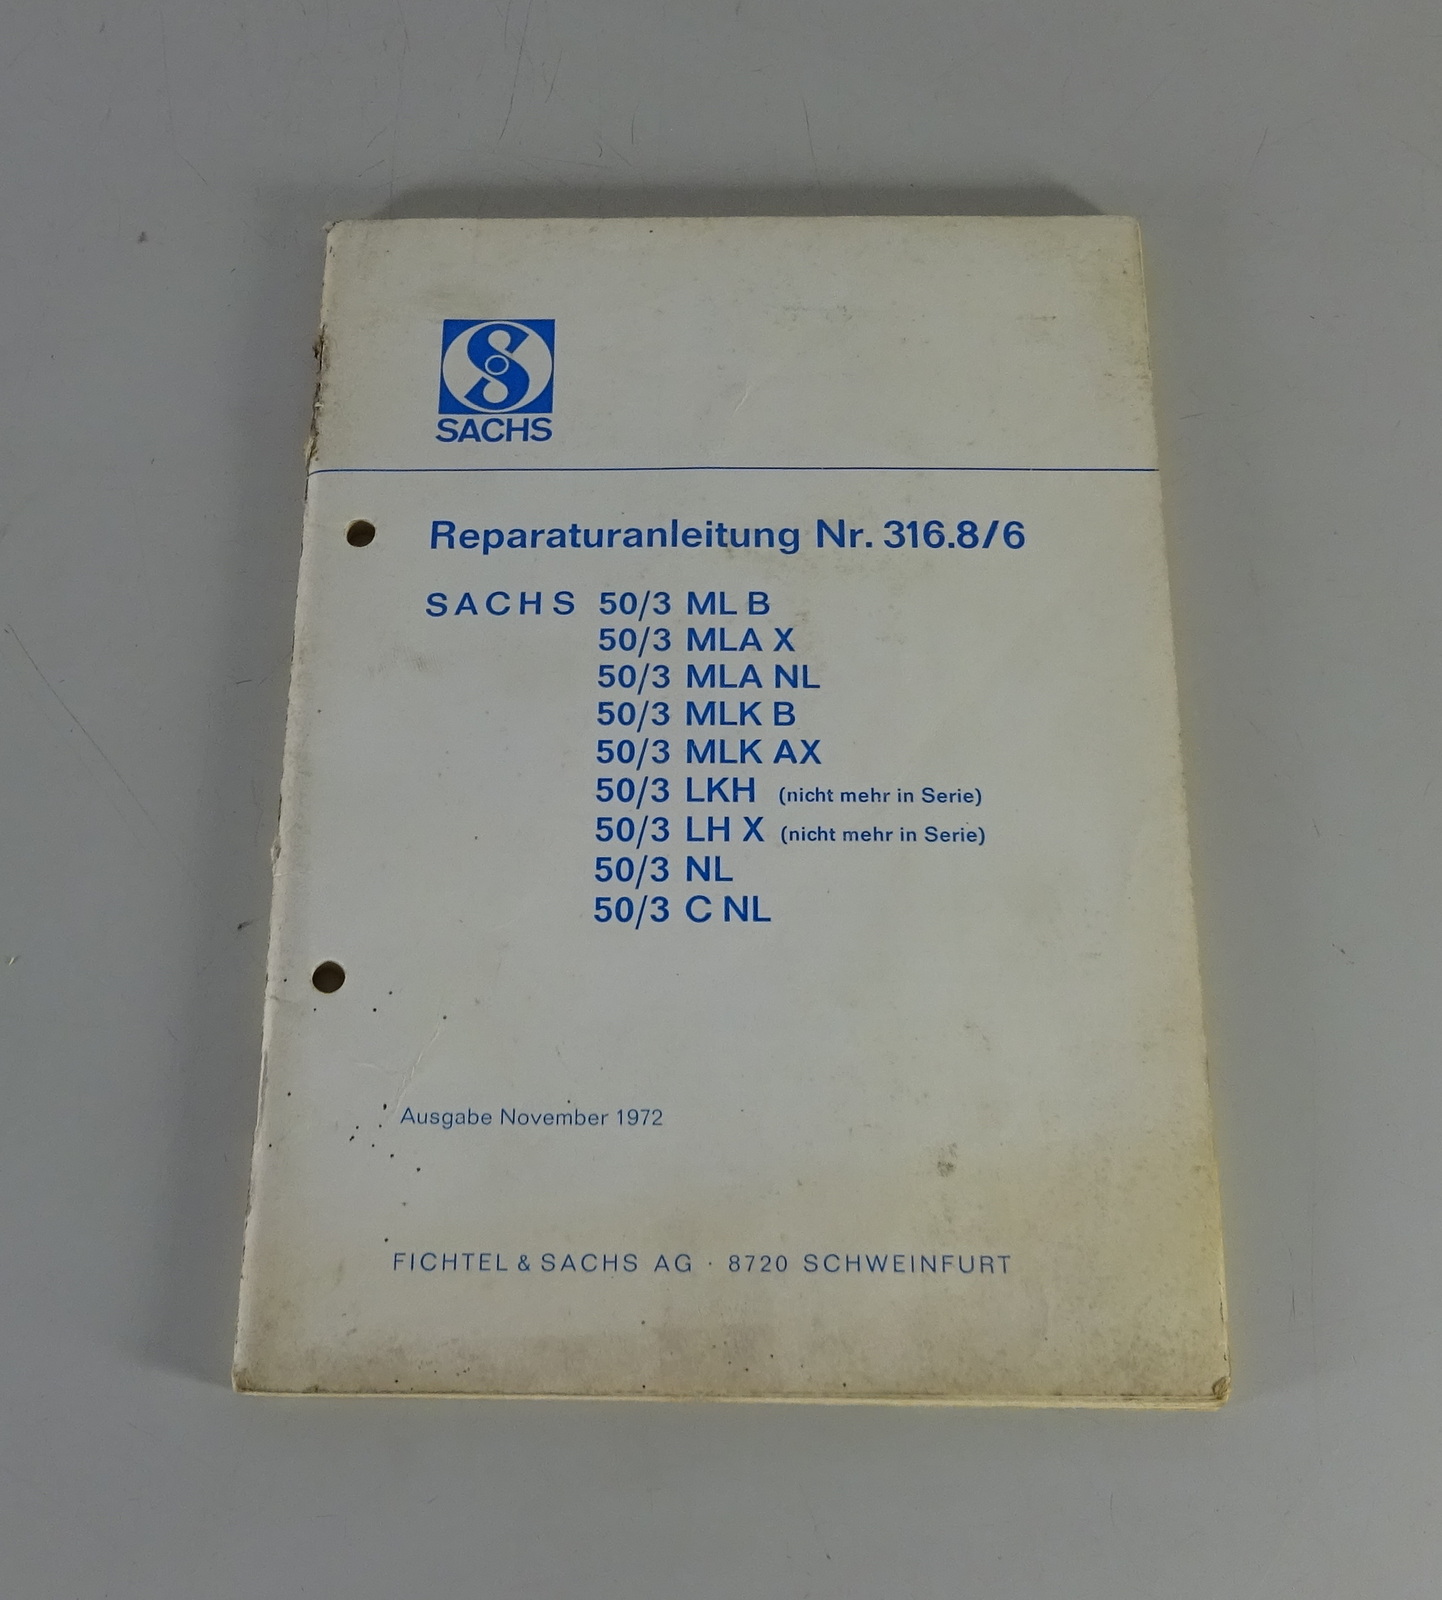 SACHS
Reparaturanleitung Nr. 316.8/6
SACHS 50/3 ML B
50/3 MLA X
50/3 MLA NL
50/3 MLK B
50/3 MLK AX
50/3 LKH (nicht mehr in Serie)
50/3 LH X (nicht mehr in Serie)
50/3 NL
50/3 C NL
Ausgabe November 1972
FICHTEL & SACHS AG · 8720 SCHWEINFURT